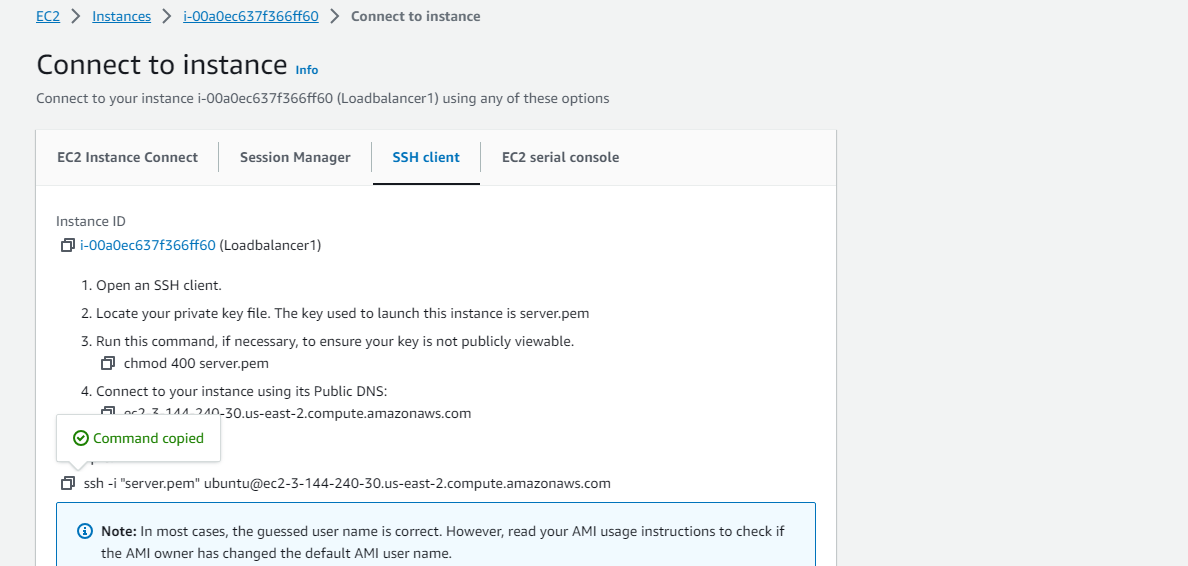 EC2 > Instances > i-00a0ec637f366ff60 > Connect to instance
Connect to instance Info
Connect to your instance i-00a0ec637f366ff60 (Loadbalancer1) using any of these options
EC2 Instance Connect Session Manager SSH client EC2 serial console
Instance ID
i-00a0ec637f366ff60 (Loadbalancer1)
1. Open an SSH client.
2. Locate your private key file. The key used to launch this instance is server.pem
3. Run this command, if necessary, to ensure your key is not publicly viewable.
chmod 400 server.pem
4. Connect to your instance using its Public DNS:
ec2-3-144-240-30.us-east-2.compute.amazonaws.com
Command copied
ssh -i "server.pem" ubuntu@ec2-3-144-240-30.us-east-2.compute.amazonaws.com
Note: In most cases, the guessed user name is correct. However, read your AMI usage instructions to check if
the AMI owner has changed the default AMI user name.